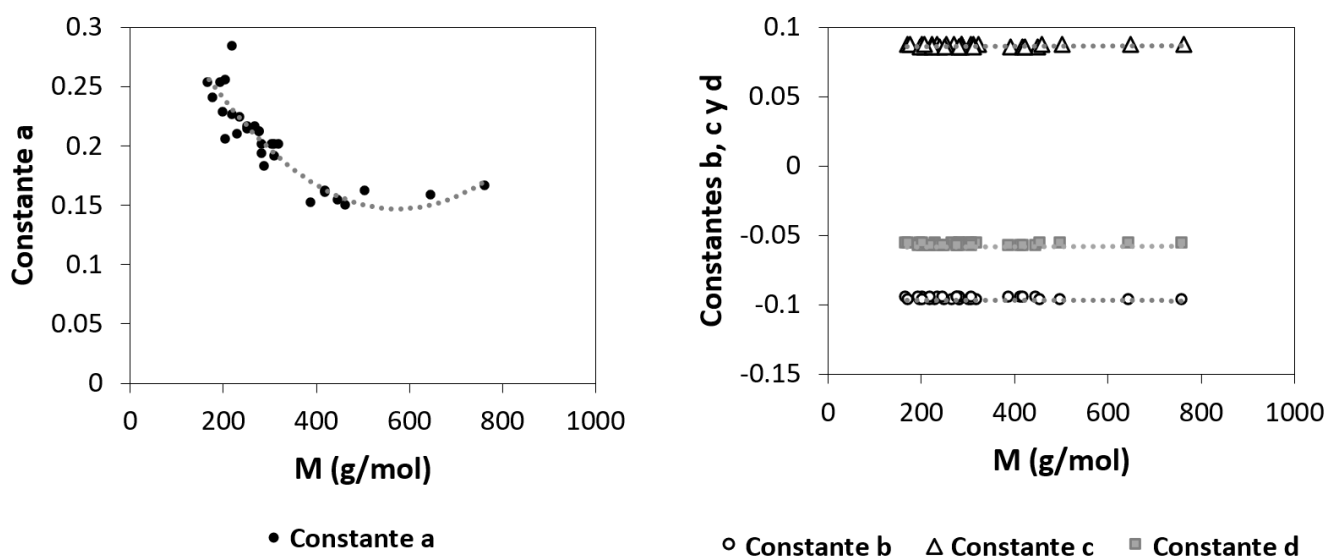 0.3
0.25
0.2
0.15
0.1
0.05
0
Constante a
0 200 400 600 800 1000
M (g/mol)
Constante a
0.1
0.05
0
-0.05
-0.1
-0.15
Constantes b, c y d
0 200 400 600 800 1000
M (g/mol)
Constante b Constante c Constante d